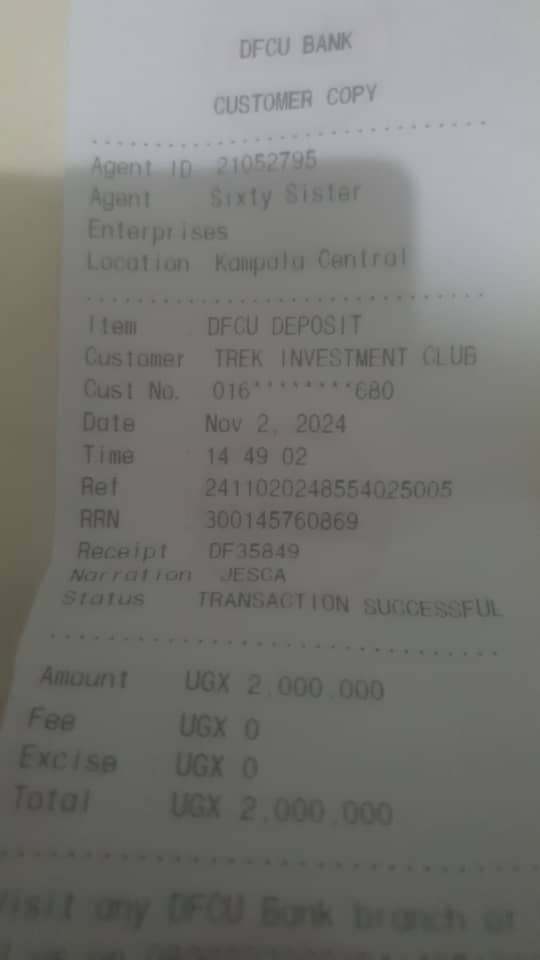 DFCU BANK
CUSTOMER COPY
Agent ID 21052795
Agent Sixty Sister
Enterprises
Location Kampala Central
Item DFCU DEPOSIT
Customer TREK INVESTMENT CLUB
Cust No. 016********680
Date Nov 2, 2024
Time 14 49 02
Ref 2411020248554025005
RRN 300145760869
Receipt DF35849
Narration JESCA
Status TRANSACTION SUCCESSFUL
Amount UGX 2,000,000
Fee UGX 0
Excise UGX 0
Total UGX 2,000,000
Visit any DFCU Bank branch or